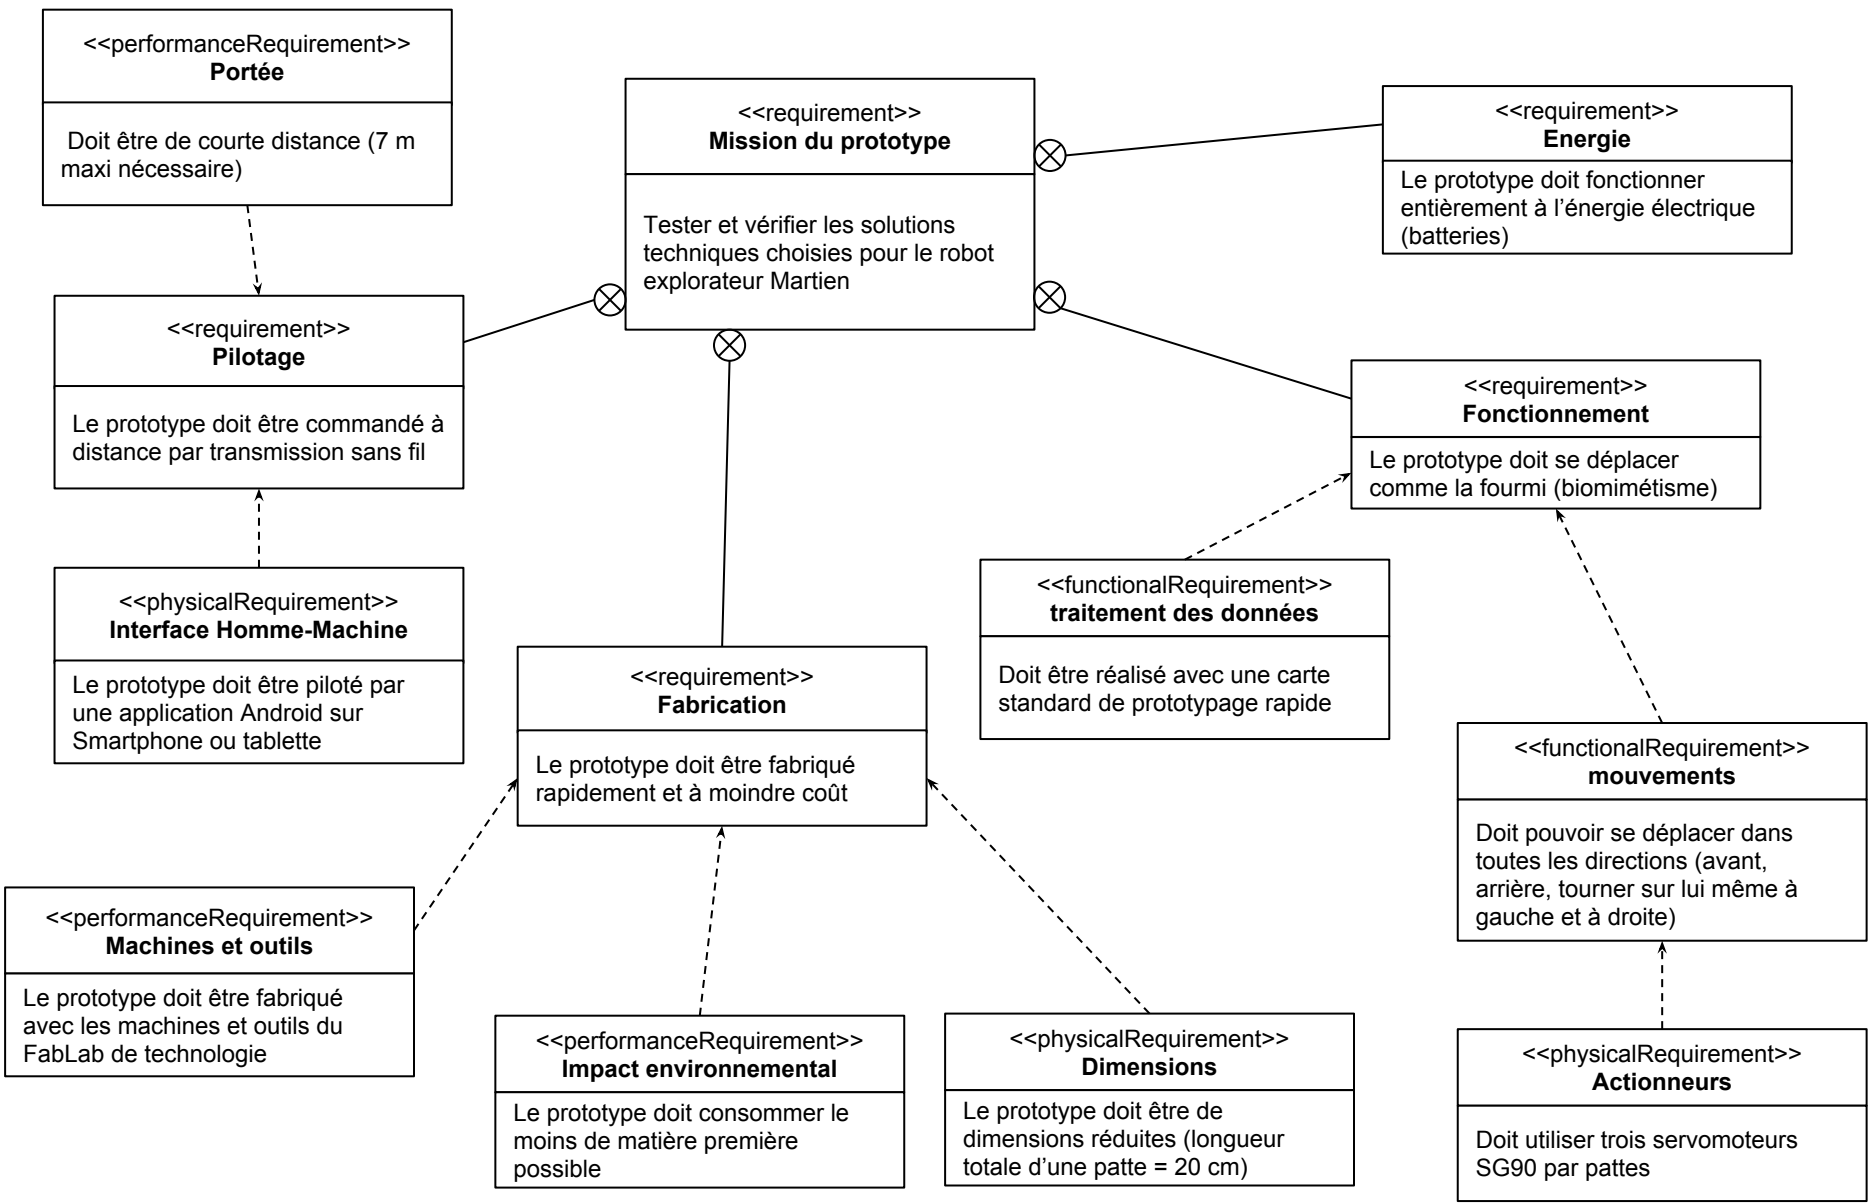 <<performanceRequirement>>
Portée
Doit être de courte distance (7 m
maxi nécessaire)
<<requirement>>
Mission du prototype
Tester et vérifier les solutions
techniques choisies pour le robot
explorateur Martien
<<requirement>>
Energie
Le prototype doit fonctionner
entièrement à l’énergie électrique
(batteries)
<<requirement>>
Pilotage
Le prototype doit être commandé à
distance par transmission sans fil
<<requirement>>
Fonctionnement
Le prototype doit se déplacer
comme la fourmi (biomimétisme)
<<physicalRequirement>>
Interface Homme-Machine
Le prototype doit être piloté par
une application Android sur
Smartphone ou tablette
<<functionalRequirement>>
traitement des données
Doit être réalisé avec une carte
standard de prototypage rapide
<<requirement>>
Fabrication
Le prototype doit être fabriqué
rapidement et à moindre coût
<<functionalRequirement>>
mouvements
Doit pouvoir se déplacer dans
toutes les directions (avant,
arrière, tourner sur lui même à
gauche et à droite)
<<performanceRequirement>>
Machines et outils
Le prototype doit être fabriqué
avec les machines et outils du
FabLab de technologie
<<performanceRequirement>>
Impact environnemental
Le prototype doit consommer le
moins de matière première
possible
<<physicalRequirement>>
Dimensions
Le prototype doit être de
dimensions réduites (longueur
totale d’une patte = 20 cm)
<<physicalRequirement>>
Actionneurs
Doit utiliser trois servomoteurs
SG90 par pattes